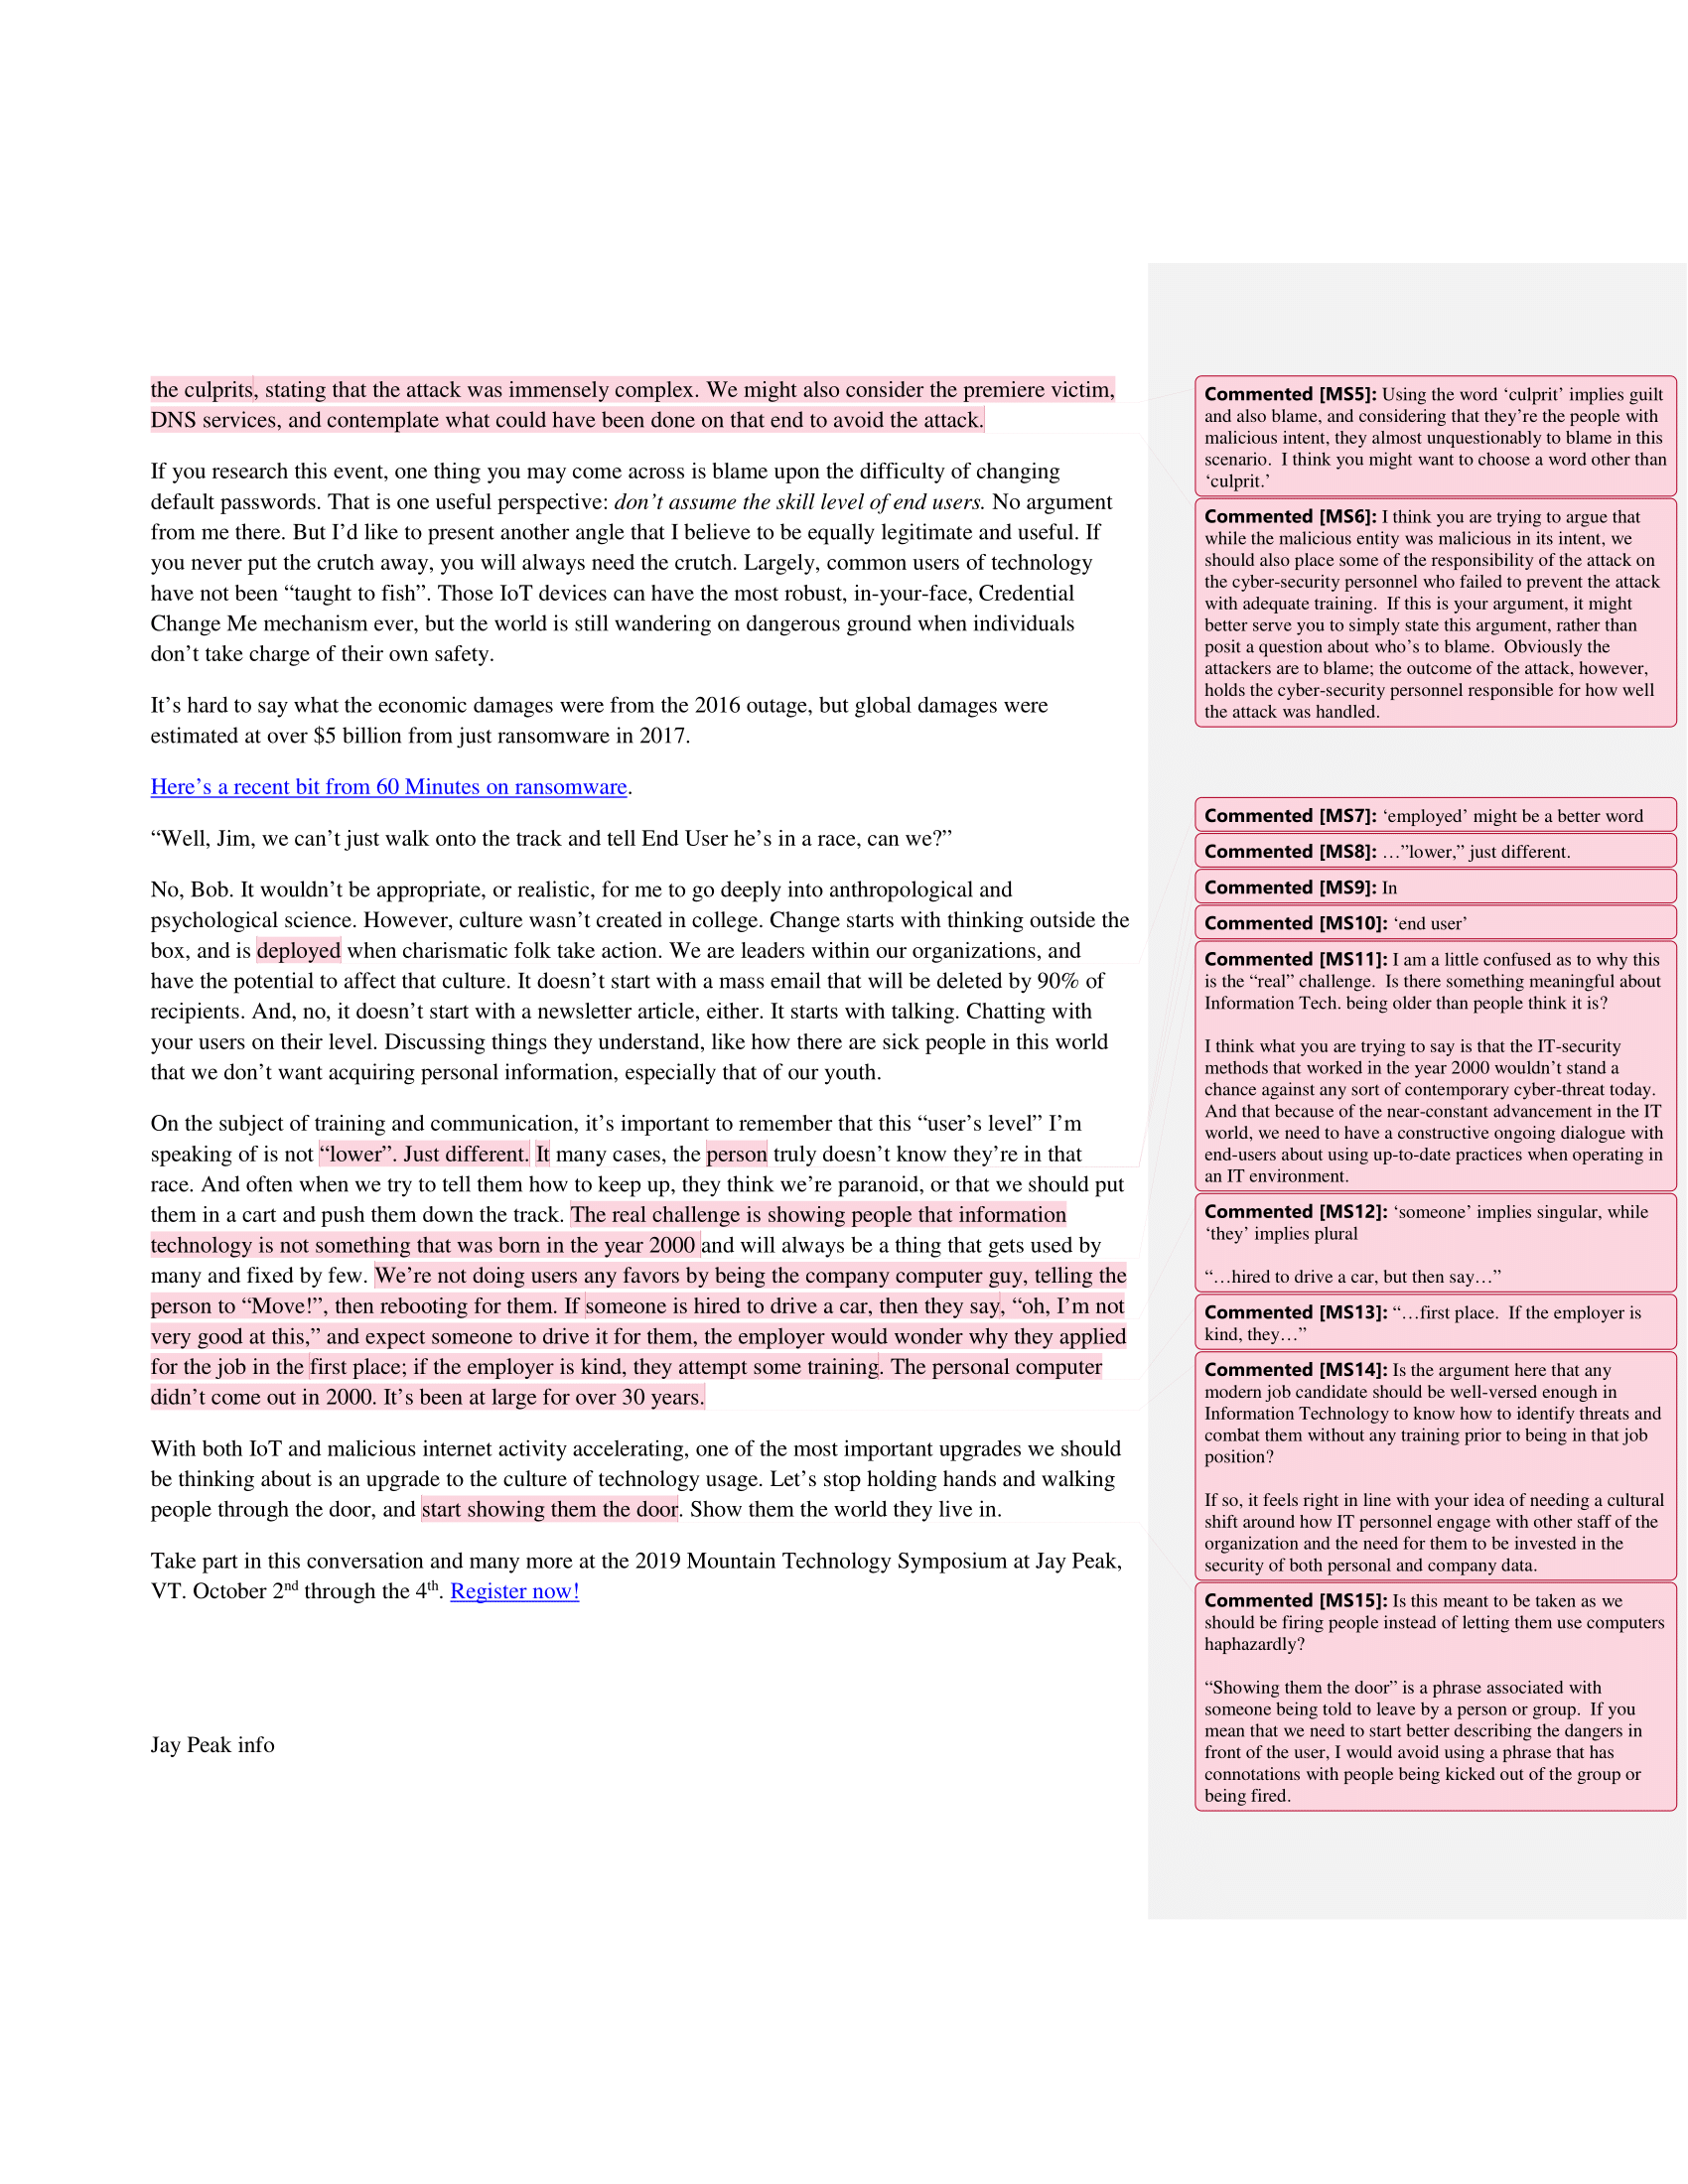 the culprits, stating that the attack was immensely complex. We might also consider the premiere victim,
DNS services, and contemplate what could have been done on that end to avoid the attack.
If you research this event, one thing you may come across is blame upon the difficulty of changing
default passwords. That is one useful perspective: don’t assume the skill level of end users. No argument
from me there. But I’d like to present another angle that I believe to be equally legitimate and useful. If
you never put the crutch away, you will always need the crutch. Largely, common users of technology
have not been “taught to fish”. Those IoT devices can have the most robust, in-your-face, Credential
Change Me mechanism ever, but the world is still wandering on dangerous ground when individuals
don’t take charge of their own safety.
It’s hard to say what the economic damages were from the 2016 outage, but global damages were
estimated at over $5 billion from just ransomware in 2017.
Here’s a recent bit from 60 Minutes on ransomware.
“Well, Jim, we can’t just walk onto the track and tell End User he’s in a race, can we?”
No, Bob. It wouldn’t be appropriate, or realistic, for me to go deeply into anthropological and
psychological science. However, culture wasn’t created in college. Change starts with thinking outside the
box, and is deployed when charismatic folk take action. We are leaders within our organizations, and
have the potential to affect that culture. It doesn’t start with a mass email that will be deleted by 90% of
recipients. And, no, it doesn’t start with a newsletter article, either. It starts with talking. Chatting with
your users on their level. Discussing things they understand, like how there are sick people in this world
that we don’t want acquiring personal information, especially that of our youth.
On the subject of training and communication, it’s important to remember that this “user’s level” I’m
speaking of is not “lower”. Just different. It many cases, the person truly doesn’t know they’re in that
race. And often when we try to tell them how to keep up, they think we’re paranoid, or that we should put
them in a cart and push them down the track. The real challenge is showing people that information
technology is not something that was born in the year 2000 and will always be a thing that gets used by
many and fixed by few. We’re not doing users any favors by being the company computer guy, telling the
person to “Move!”, then rebooting for them. If someone is hired to drive a car, then they say, “oh, I’m not
very good at this,” and expect someone to drive it for them, the employer would wonder why they applied
for the job in the first place; if the employer is kind, they attempt some training. The personal computer
didn’t come out in 2000. It’s been at large for over 30 years.
With both IoT and malicious internet activity accelerating, one of the most important upgrades we should
be thinking about is an upgrade to the culture of technology usage. Let’s stop holding hands and walking
people through the door, and start showing them the door. Show them the world they live in.
Take part in this conversation and many more at the 2019 Mountain Technology Symposium at Jay Peak,
VT. October 2nd through the 4th. Register now!
Jay Peak info
Commented [MS5]: Using the word ‘culprit’ implies guilt
and also blame, and considering that they’re the people with
malicious intent, they almost unquestionably to blame in this
scenario. I think you might want to choose a word other than
‘culprit.’
Commented [MS6]: I think you are trying to argue that
while the malicious entity was malicious in its intent, we
should also place some of the responsibility of the attack on
the cyber-security personnel who failed to prevent the attack
with adequate training. If this is your argument, it might
better serve you to simply state this argument, rather than
posit a question about who’s to blame. Obviously the
attackers are to blame; the outcome of the attack, however,
holds the cyber-security personnel responsible for how well
the attack was handled.
Commented [MS7]: ‘employed’ might be a better word
Commented [MS8]: …”lower,” just different.
Commented [MS9]: In
Commented [MS10]: ‘end user’
Commented [MS11]: I am a little confused as to why this
is the “real” challenge. Is there something meaningful about
Information Tech. being older than people think it is?
I think what you are trying to say is that the IT-security
methods that worked in the year 2000 wouldn’t stand a
chance against any sort of contemporary cyber-threat today.
And that because of the near-constant advancement in the IT
world, we need to have a constructive ongoing dialogue with
end-users about using up-to-date practices when operating in
an IT environment.
Commented [MS12]: ‘someone’ implies singular, while
‘they’ implies plural
“…hired to drive a car, but then say…”
Commented [MS13]: “…first place. If the employer is
kind, they…”
Commented [MS14]: Is the argument here that any
modern job candidate should be well-versed enough in
Information Technology to know how to identify threats and
combat them without any training prior to being in that job
position?
If so, it feels right in line with your idea of needing a cultural
shift around how IT personnel engage with other staff of the
organization and the need for them to be invested in the
security of both personal and company data.
Commented [MS15]: Is this meant to be taken as we
should be firing people instead of letting them use computers
haphazardly?
“Showing them the door” is a phrase associated with
someone being told to leave by a person or group. If you
mean that we need to start better describing the dangers in
front of the user, I would avoid using a phrase that has
connotations with people being kicked out of the group or
being fired.